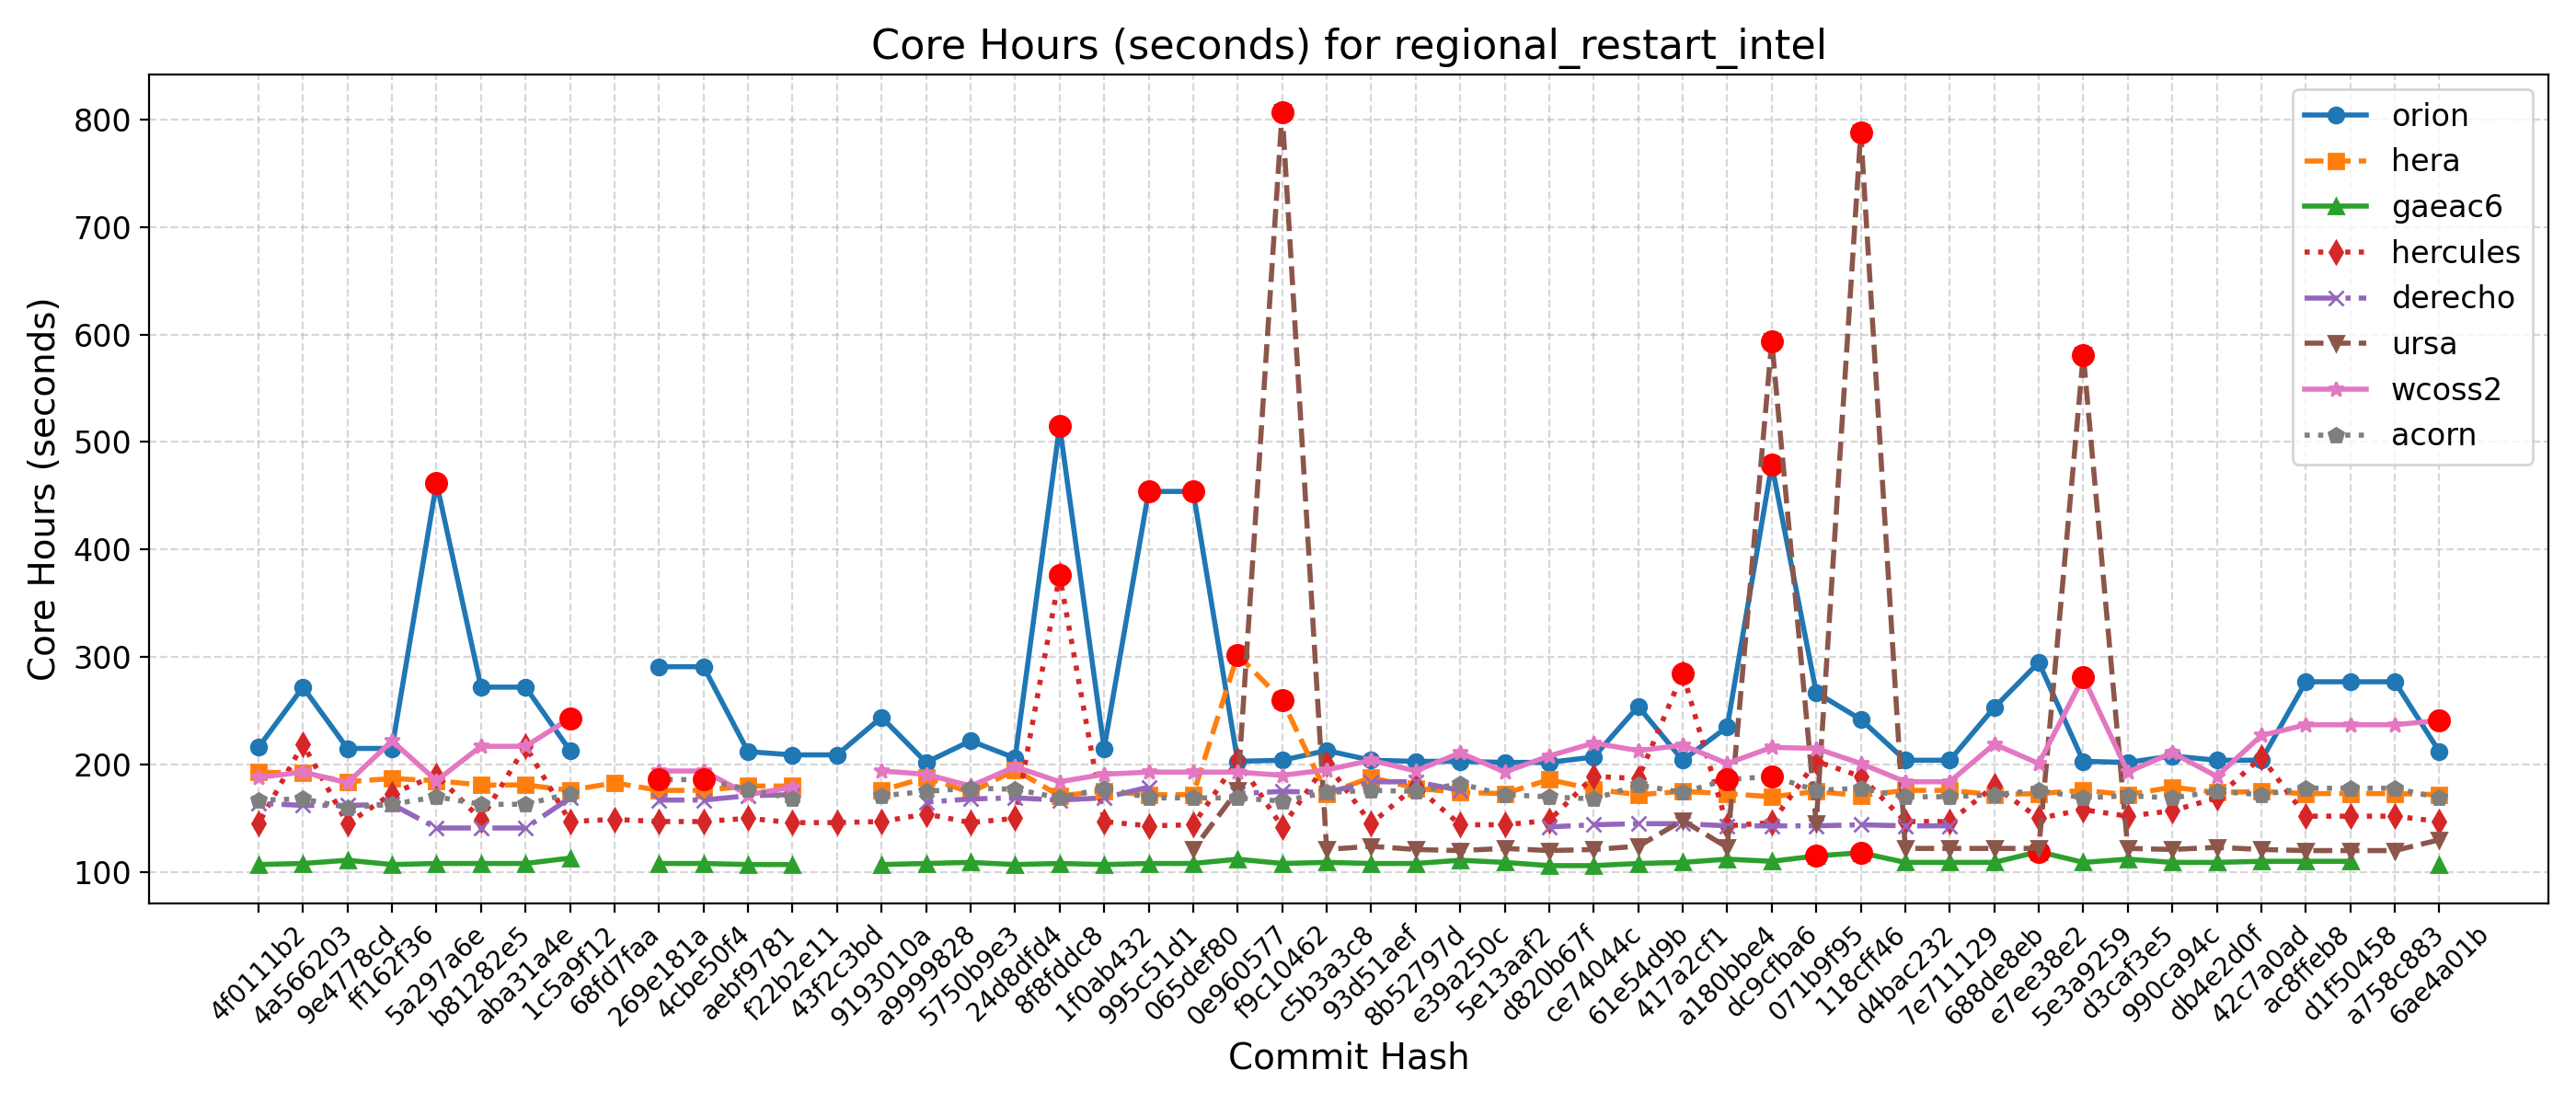 Core Hours (seconds) for regional_restart_intel
Core Hours (seconds)
800
700
600
500
400
300
200
100
orion
hera
gaeac6
hercules
derecho
ursa
wcoss2
acorn
4f0111b2
4a566203
9e4778cd
ff162f36
5a297a6e
b81282e5
aba31a4e
1c5a9f12
68fd7faa
269e181a
4cbe50f4
aebf9781
f22b2e11
43f2c3bd
9193010a
a9999828
5750b9e3
24d8dfd4
8f8fddc8
1f0ab432
995c51d1
065def80
0e960577
f9c10462
c5b3a3c8
93d51aef
8b52797d
e39a250c
5e13aaf2
d820b67f
ce74044c
61e54d9b
417a2cf1
a180bbe4
dc9cfba6
071b9f95
118cff46
d4bac232
7e711129
688de8eb
e7ee38e2
5e3a9259
d3caf3e5
990ca94c
db4e2d0f
42c7a0ad
ac8ffeb8
d1f50458
a758c883
6ae4a01b
Commit Hash